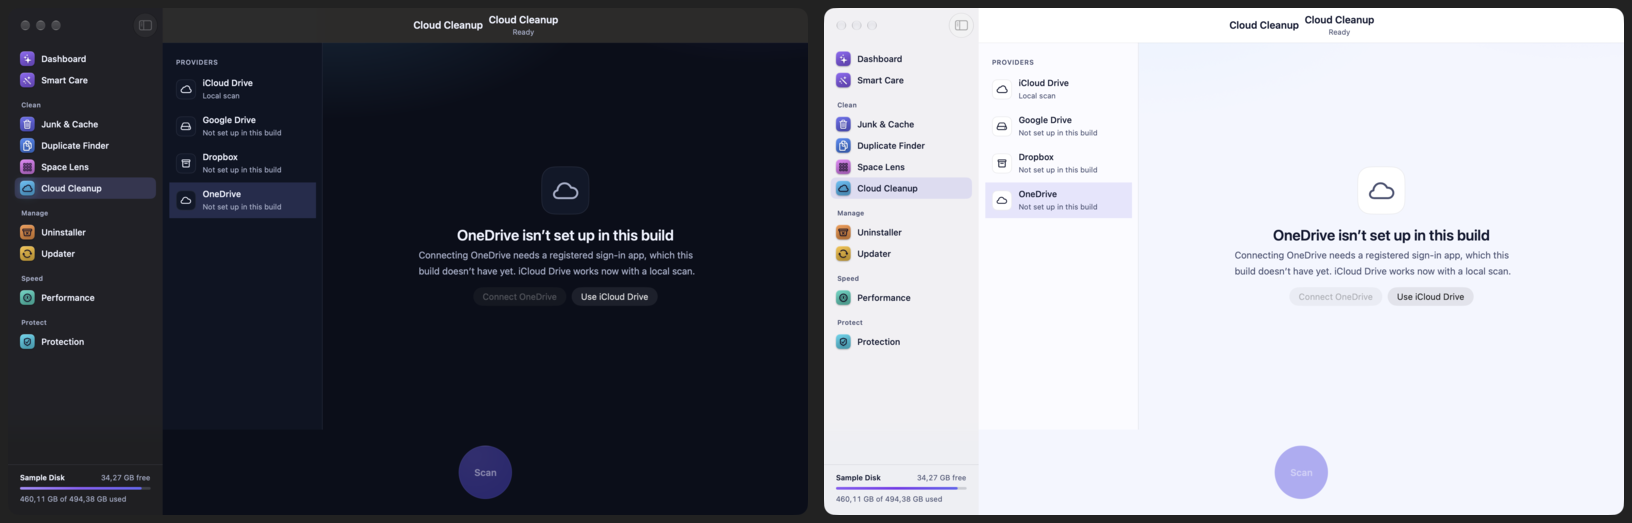 Cloud Cleanup
Cloud Cleanup
Ready
Dashboard
Smart Care
Clean
Junk & Cache
Duplicate Finder
Space Lens
Cloud Cleanup
Manage
Uninstaller
Updater
Speed
Performance
Protect
Protection
Sample Disk 34,27 GB free
460,11 GB of 494,38 GB used
PROVIDERS
iCloud Drive
Local scan
Google Drive
Not set up in this build
Dropbox
Not set up in this build
OneDrive
Not set up in this build
OneDrive isn’t set up in this build
Connecting OneDrive needs a registered sign-in app, which this
build doesn’t have yet. iCloud Drive works now with a local scan.
Connect OneDrive Use iCloud Drive
Scan
Cloud Cleanup
Cloud Cleanup
Ready
Dashboard
Smart Care
Clean
Junk & Cache
Duplicate Finder
Space Lens
Cloud Cleanup
Manage
Uninstaller
Updater
Speed
Performance
Protect
Protection
Sample Disk 34,27 GB free
460,11 GB of 494,38 GB used
PROVIDERS
iCloud Drive
Local scan
Google Drive
Not set up in this build
Dropbox
Not set up in this build
OneDrive
Not set up in this build
OneDrive isn’t set up in this build
Connecting OneDrive needs a registered sign-in app, which this
build doesn’t have yet. iCloud Drive works now with a local scan.
Connect OneDrive Use iCloud Drive
Scan